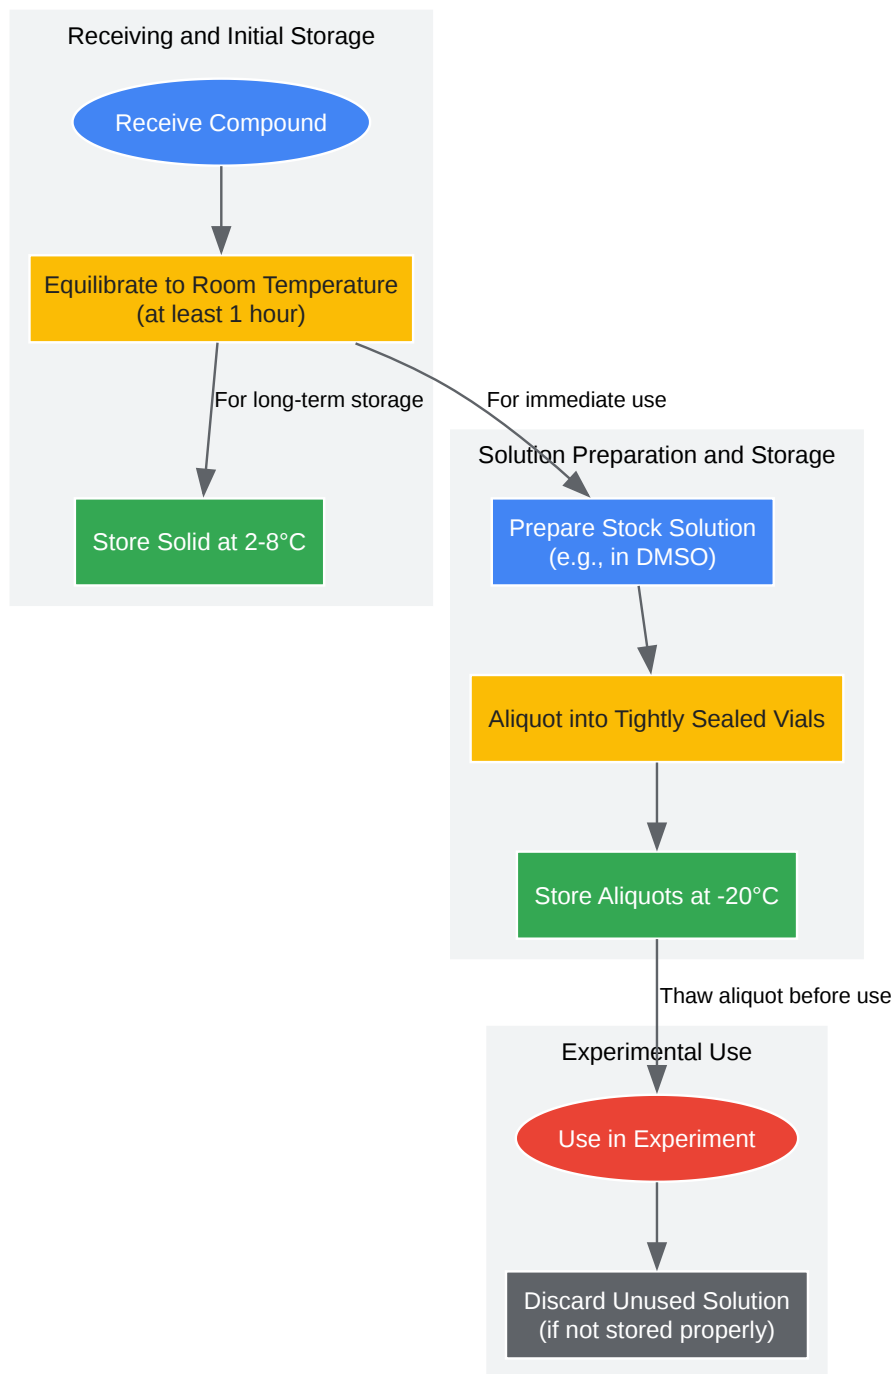 Receiving and Initial Storage
Receive Compound
Equilibrate to Room Temperature
(at least 1 hour)
For long-term storage
For immediate use
Store Solid at 2-8°C
Solution Preparation and Storage
Prepare Stock Solution
(e.g., in DMSO)
Aliquot into Tightly Sealed Vials
Store Aliquots at -20°C
Thaw aliquot before use
Experimental Use
Use in Experiment
Discard Unused Solution
(if not stored properly)